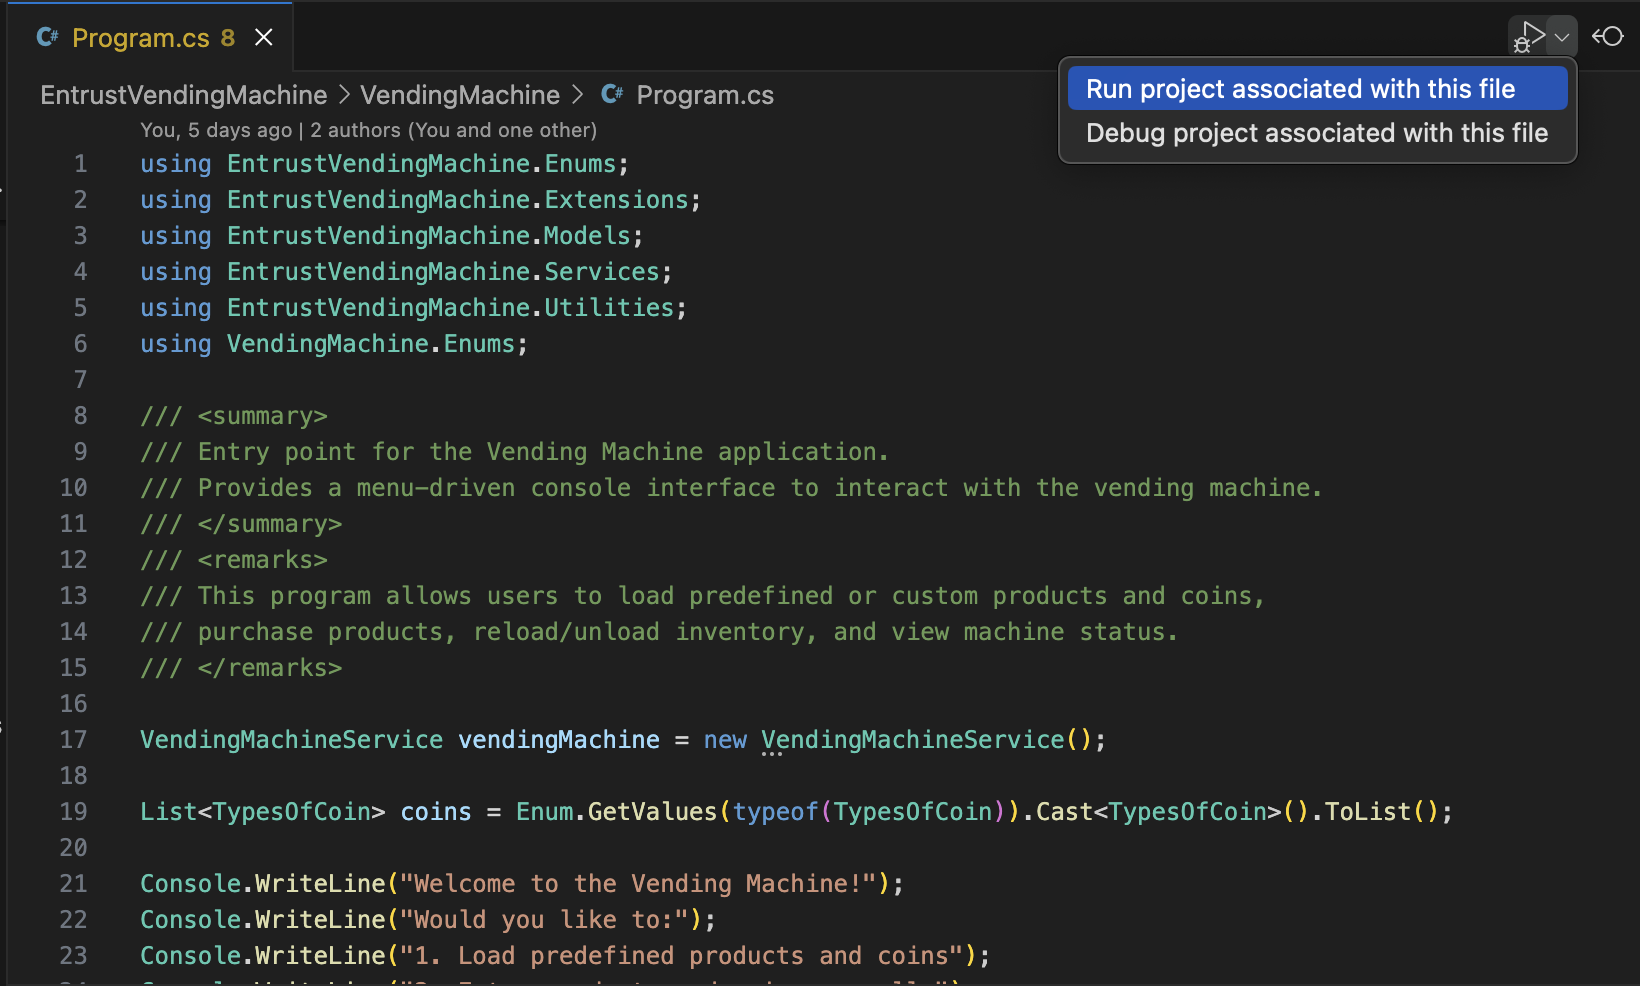 C# Program.cs 8
Run project associated with this file
Debug project associated with this file
EntrustVendingMachine > VendingMachine > C# Program.cs
You, 5 days ago | 2 authors (You and one other)
1 using EntrustVendingMachine.Enums;
2 using EntrustVendingMachine.Extensions;
3 using EntrustVendingMachine.Models;
4 using EntrustVendingMachine.Services;
5 using EntrustVendingMachine.Utilities;
6 using VendingMachine.Enums;
7
8 /// <summary>
9 /// Entry point for the Vending Machine application.
10 /// Provides a menu-driven console interface to interact with the vending machine.
11 /// </summary>
12 /// <remarks>
13 /// This program allows users to load predefined or custom products and coins,
14 /// purchase products, reload/unload inventory, and view machine status.
15 /// </remarks>
16
17 VendingMachineService vendingMachine = new VendingMachineService();
18
19 List<TypesOfCoin> coins = Enum.GetValues(typeof(TypesOfCoin)).Cast<TypesOfCoin>().ToList();
20
21 Console.WriteLine("Welcome to the Vending Machine!");
22 Console.WriteLine("Would you like to:");
23 Console.WriteLine("1. Load predefined products and coins");